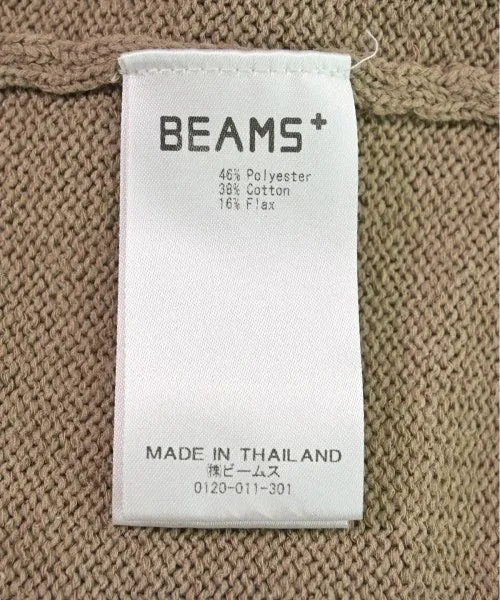 BEAMS+
46% Polyester
38% Cotton
16% Flax
MADE IN THAILAND
㈱ビームス
0120-011-301